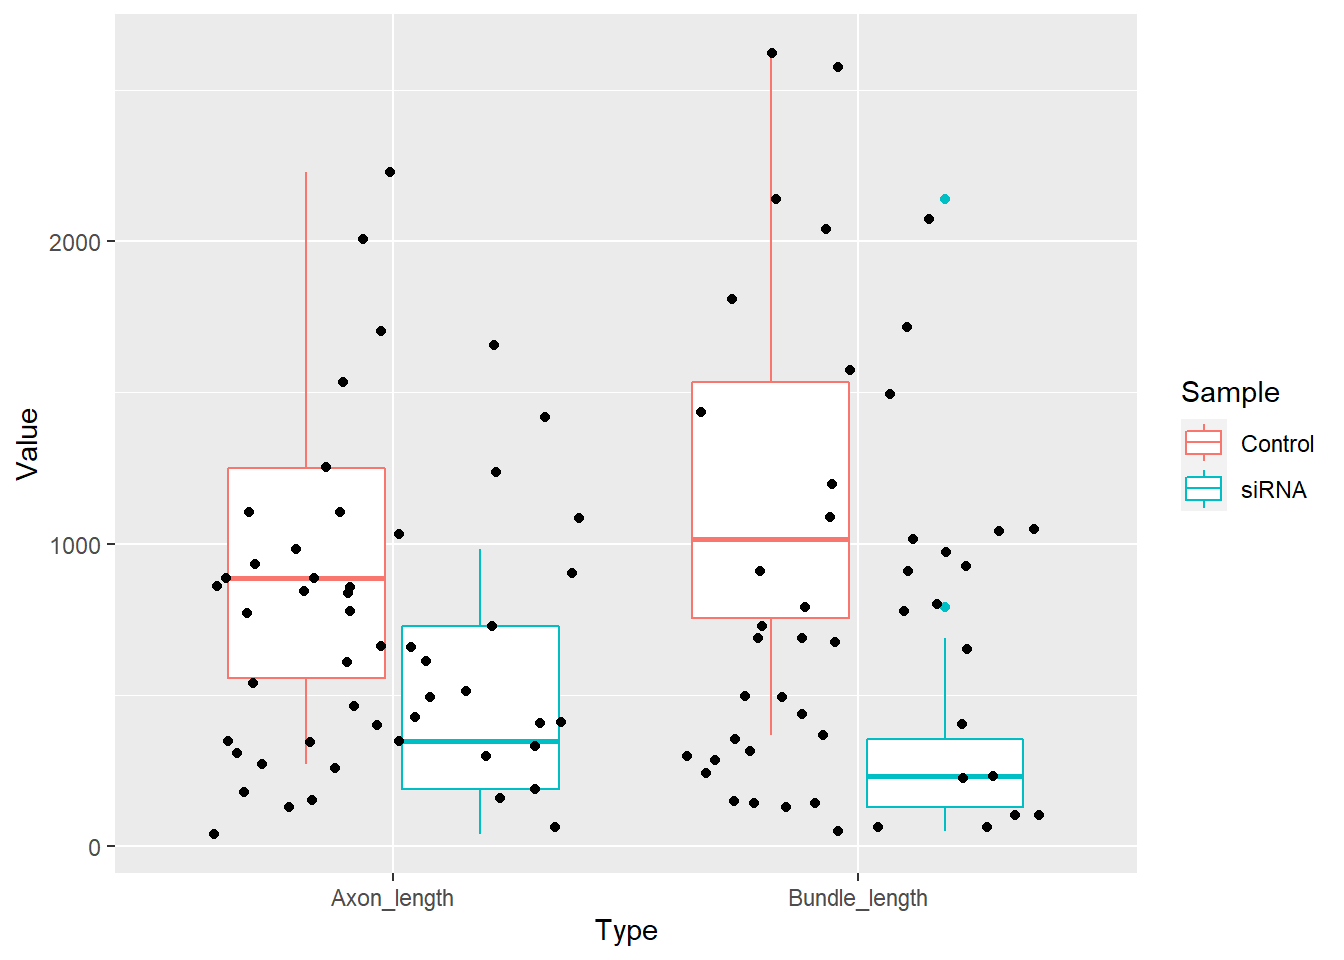 Value
2000
1000
0
Axon_length
Bundle_length
Type
Sample
Control
siRNA